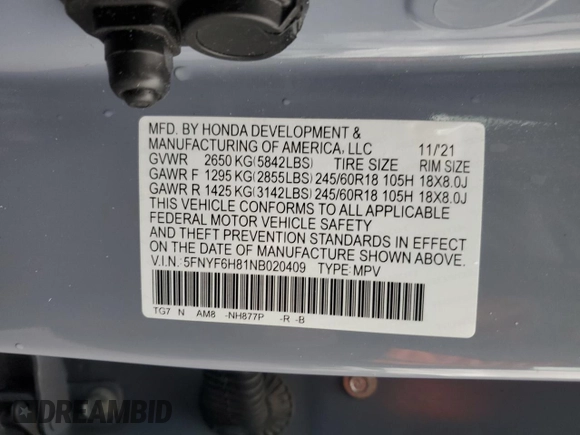 MFD. BY HONDA DEVELOPMENT &
MANUFACTURING OF AMERICA, LLC 11/'21
GVWR 2650 KG(5842LBS) TIRE SIZE RIM SIZE
GAWR F 1295 KG(2855LBS) 245/60R18 105H 18X8.0J
GAWR R 1425 KG(3142LBS) 245/60R18 105H 18X8.0J
THIS VEHICLE CONFORMS TO ALL APPLICABLE
FEDERAL MOTOR VEHICLE SAFETY
AND THEFT PREVENTION STANDARDS IN EFFECT
ON THE DATE OF MANUFACTURE SHOWN ABOVE.
V.I.N.: 5FNYF6H81NB020409 TYPE: MPV
TG7 N AM8 -NH877P -R -B
DREAMBID